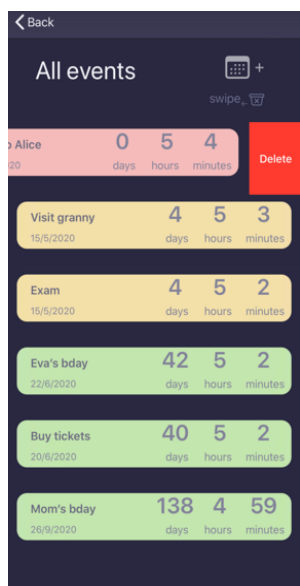 Back
All events
+
swipe
Alice
0 5 4
20
days hours minutes
Delete
Visit granny 4 5 3
15/5/2020 days hours minutes
Exam 4 5 2
15/5/2020 days hours minutes
Eva's bday 42 5 2
22/6/2020 days hours minutes
Buy tickets 40 5 2
20/6/2020 days hours minutes
Mom's bday 138 4 59
26/9/2020 days hours minutes